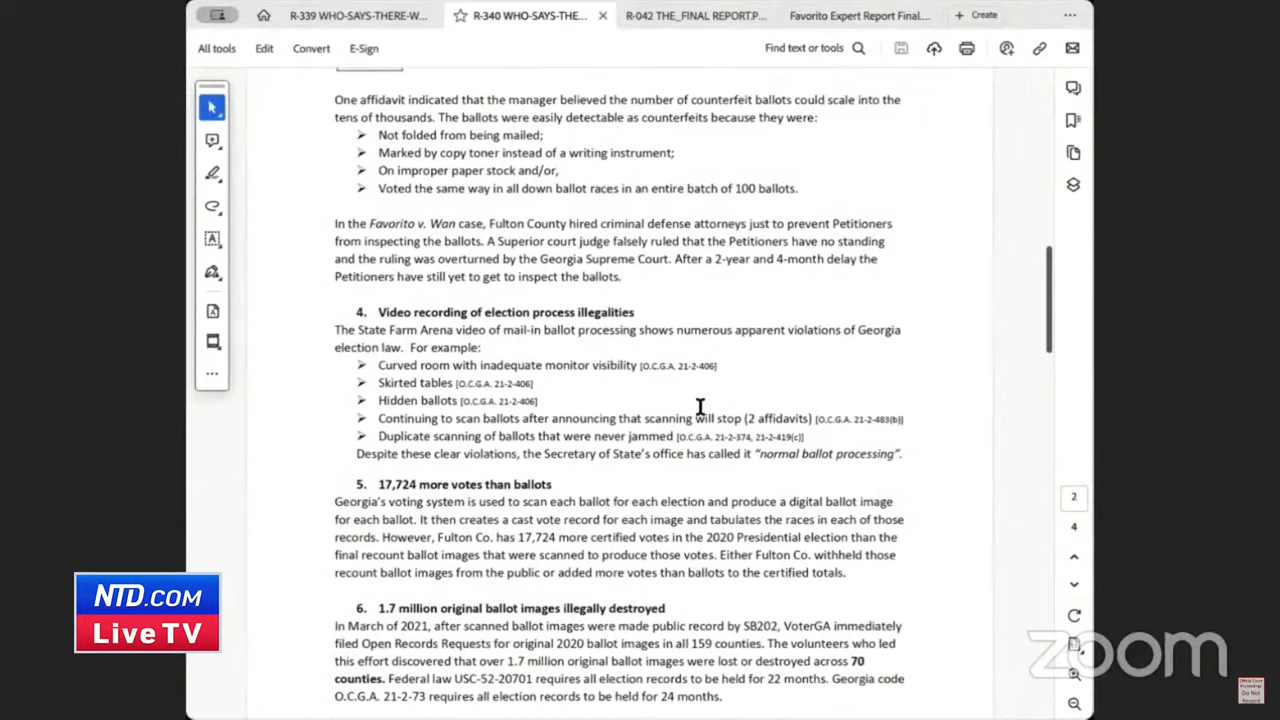 R-339 WHO-SAYS-THERE-W...
R-340 WHO-SAYS-THE...
R-042 THE_FINAL REPORT.P...
Favorito Expert Report Final....
+ Create
All tools
Edit
Convert
E-Sign
Find text or tools
One affidavit indicated that the manager believed the number of counterfeit ballots could scale into the
tens of thousands. The ballots were easily detectable as counterfeits because they were:
➢ Not folded from being mailed;
➢ Marked by copy toner instead of a writing instrument;
➢ On improper paper stock and/or,
➢ Voted the same way in all down ballot races in an entire batch of 100 ballots.
In the Favorito v. Wan case, Fulton County hired criminal defense attorneys just to prevent Petitioners
from inspecting the ballots. A Superior court judge falsely ruled that the Petitioners have no standing
and the ruling was overturned by the Georgia Supreme Court. After a 2-year and 4-month delay the
Petitioners have still yet to get to inspect the ballots.
4. Video recording of election process illegalities
The State Farm Arena video of mail-in ballot processing shows numerous apparent violations of Georgia
election law. For example:
➢ Curved room with inadequate monitor visibility [O.C.G.A. 21-2-406]
➢ Skirted tables [O.C.G.A. 21-2-406]
➢ Hidden ballots [O.C.G.A. 21-2-406]
➢ Continuing to scan ballots after announcing that scanning will stop (2 affidavits) [O.C.G.A. 21-2-483(b)]
➢ Duplicate scanning of ballots that were never jammed [O.C.G.A. 21-2-374, 21-2-419(c)]
Despite these clear violations, the Secretary of State's office has called it "normal ballot processing".
5. 17,724 more votes than ballots
Georgia's voting system is used to scan each ballot for each election and produce a digital ballot image
for each ballot. It then creates a cast vote record for each image and tabulates the races in each of those
records. However, Fulton Co. has 17,724 more certified votes in the 2020 Presidential election than the
final recount ballot images that were scanned to produce those votes. Either Fulton Co. withheld those
recount ballot images from the public or added more votes than ballots to the certified totals.
6. 1.7 million original ballot images illegally destroyed
In March of 2021, after scanned ballot images were made public record by SB202, VoterGA immediately
filed Open Records Requests for original 2020 ballot images in all 159 counties. The volunteers who led
this effort discovered that over 1.7 million original ballot images were lost or destroyed across 70
counties. Federal law USC-52-20701 requires all election records to be held for 22 months. Georgia code
O.C.G.A. 21-2-73 requires all election records to be held for 24 months.
2
4
NTD.COM
Live TV
zoom
Official Court
Proceedings
Do Not
Record